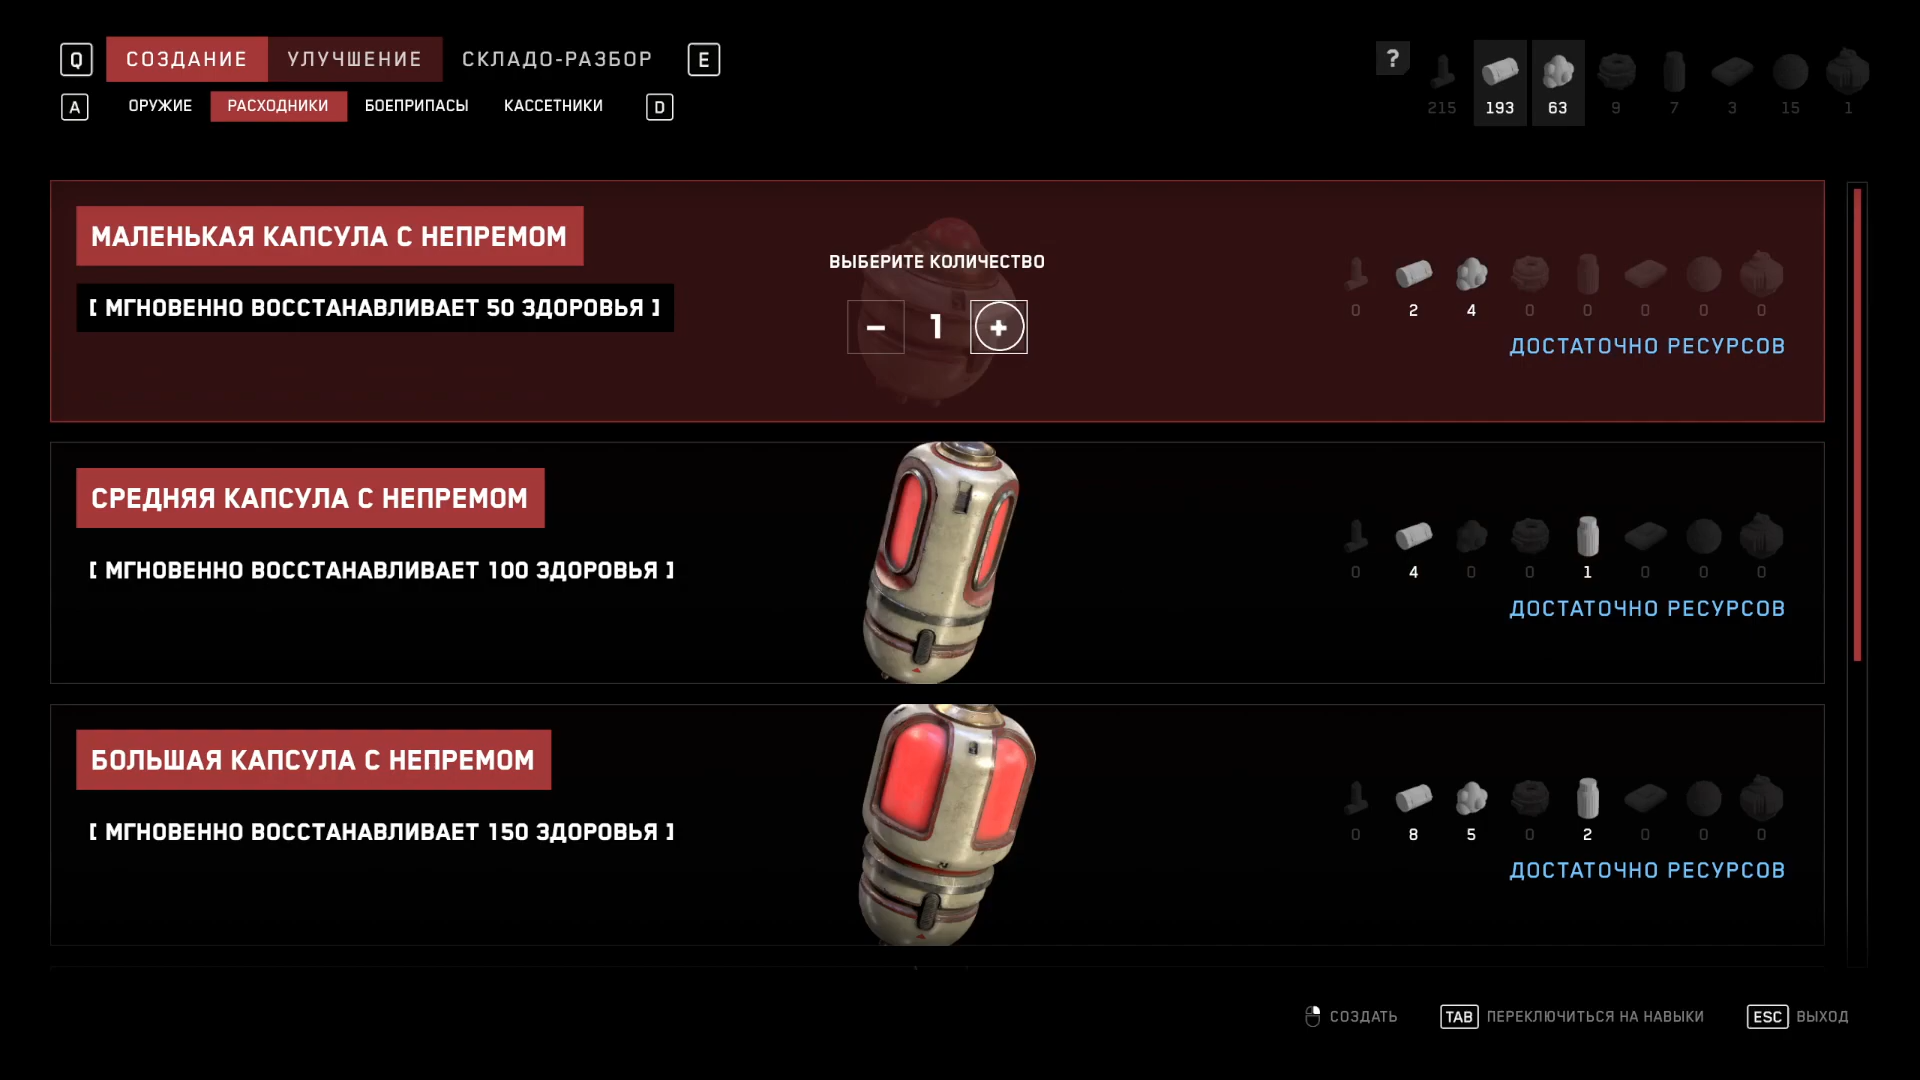 Q СОЗДАНИЕ УЛУЧШЕНИЕ СКЛАДО-РАЗБОР E
A ОРУЖИЕ РАСХОДНИКИ БОЕПРИПАСЫ КАССЕТНИКИ D
?
215 193 63 9 7 3 15 1
МАЛЕНЬКАЯ КАПСУЛА С НЕПРЕМОМ
[ МГНОВЕННО ВОССТАНАВЛИВАЕТ 50 ЗДОРОВЬЯ ]
ВЫБЕРИТЕ КОЛИЧЕСТВО
− 1 +
0 2 4 0 0 0 0 0
ДОСТАТОЧНО РЕСУРСОВ
СРЕДНЯЯ КАПСУЛА С НЕПРЕМОМ
[ МГНОВЕННО ВОССТАНАВЛИВАЕТ 100 ЗДОРОВЬЯ ]
0 4 0 0 1 0 0 0
ДОСТАТОЧНО РЕСУРСОВ
БОЛЬШАЯ КАПСУЛА С НЕПРЕМОМ
[ МГНОВЕННО ВОССТАНАВЛИВАЕТ 150 ЗДОРОВЬЯ ]
0 8 5 0 2 0 0 0
ДОСТАТОЧНО РЕСУРСОВ
СОЗДАТЬ TAB ПЕРЕКЛЮЧИТЬСЯ НА НАВЫКИ ESC ВЫХОД